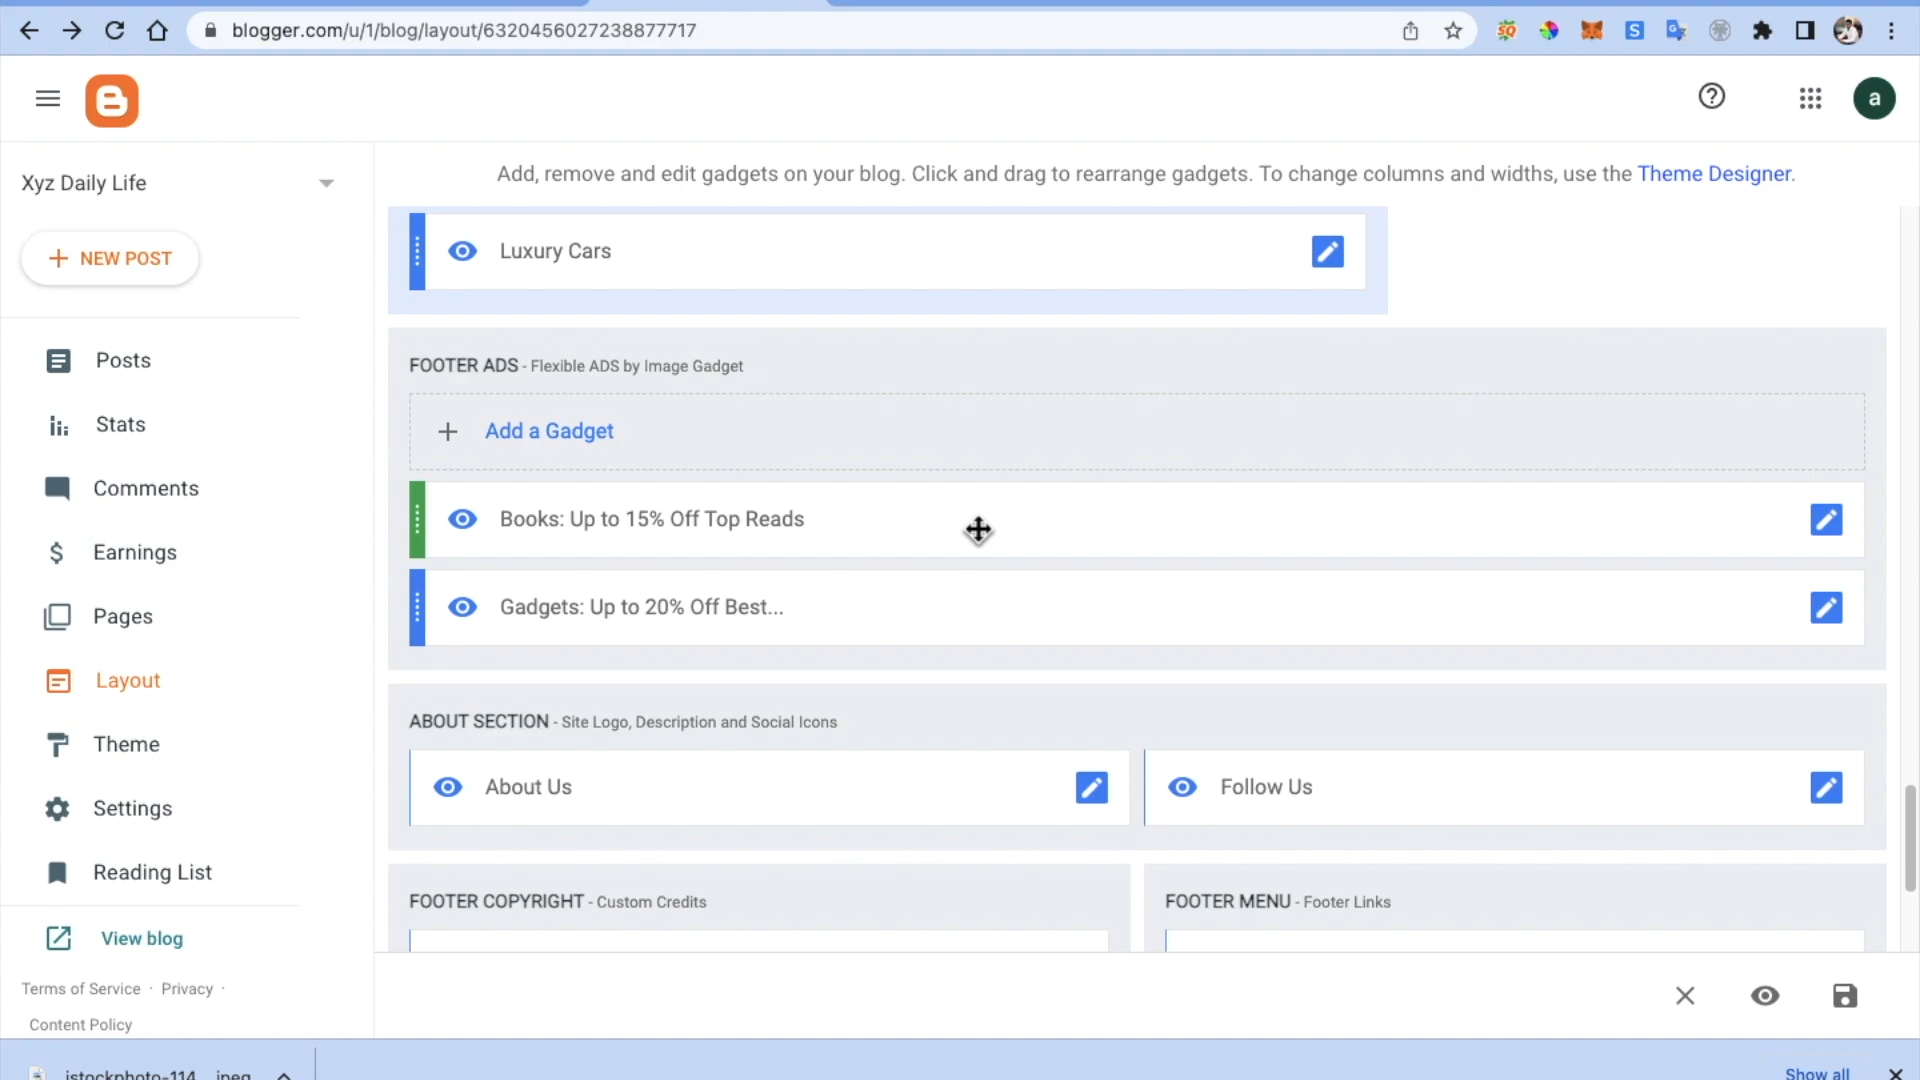 blogger.com/u/1/blog/layout/6320456027238877717
SQ
S
G
a
Xyz Daily Life
Add, remove and edit gadgets on your blog. Click and drag to rearrange gadgets. To change columns and widths, use the Theme Designer.
NEW POST
Luxury Cars
Posts
FOOTER ADS - Flexible ADS by Image Gadget
Stats
Add a Gadget
Comments
Books: Up to 15% Off Top Reads
Earnings
Gadgets: Up to 20% Off Best...
Pages
Layout
ABOUT SECTION - Site Logo, Description and Social Icons
Theme
About Us
Follow Us
Settings
Reading List
FOOTER COPYRIGHT - Custom Credits
FOOTER MENU - Footer Links
View blog
Terms of Service · Privacy ·
Content Policy
istockphoto-114....jpeg
Show all